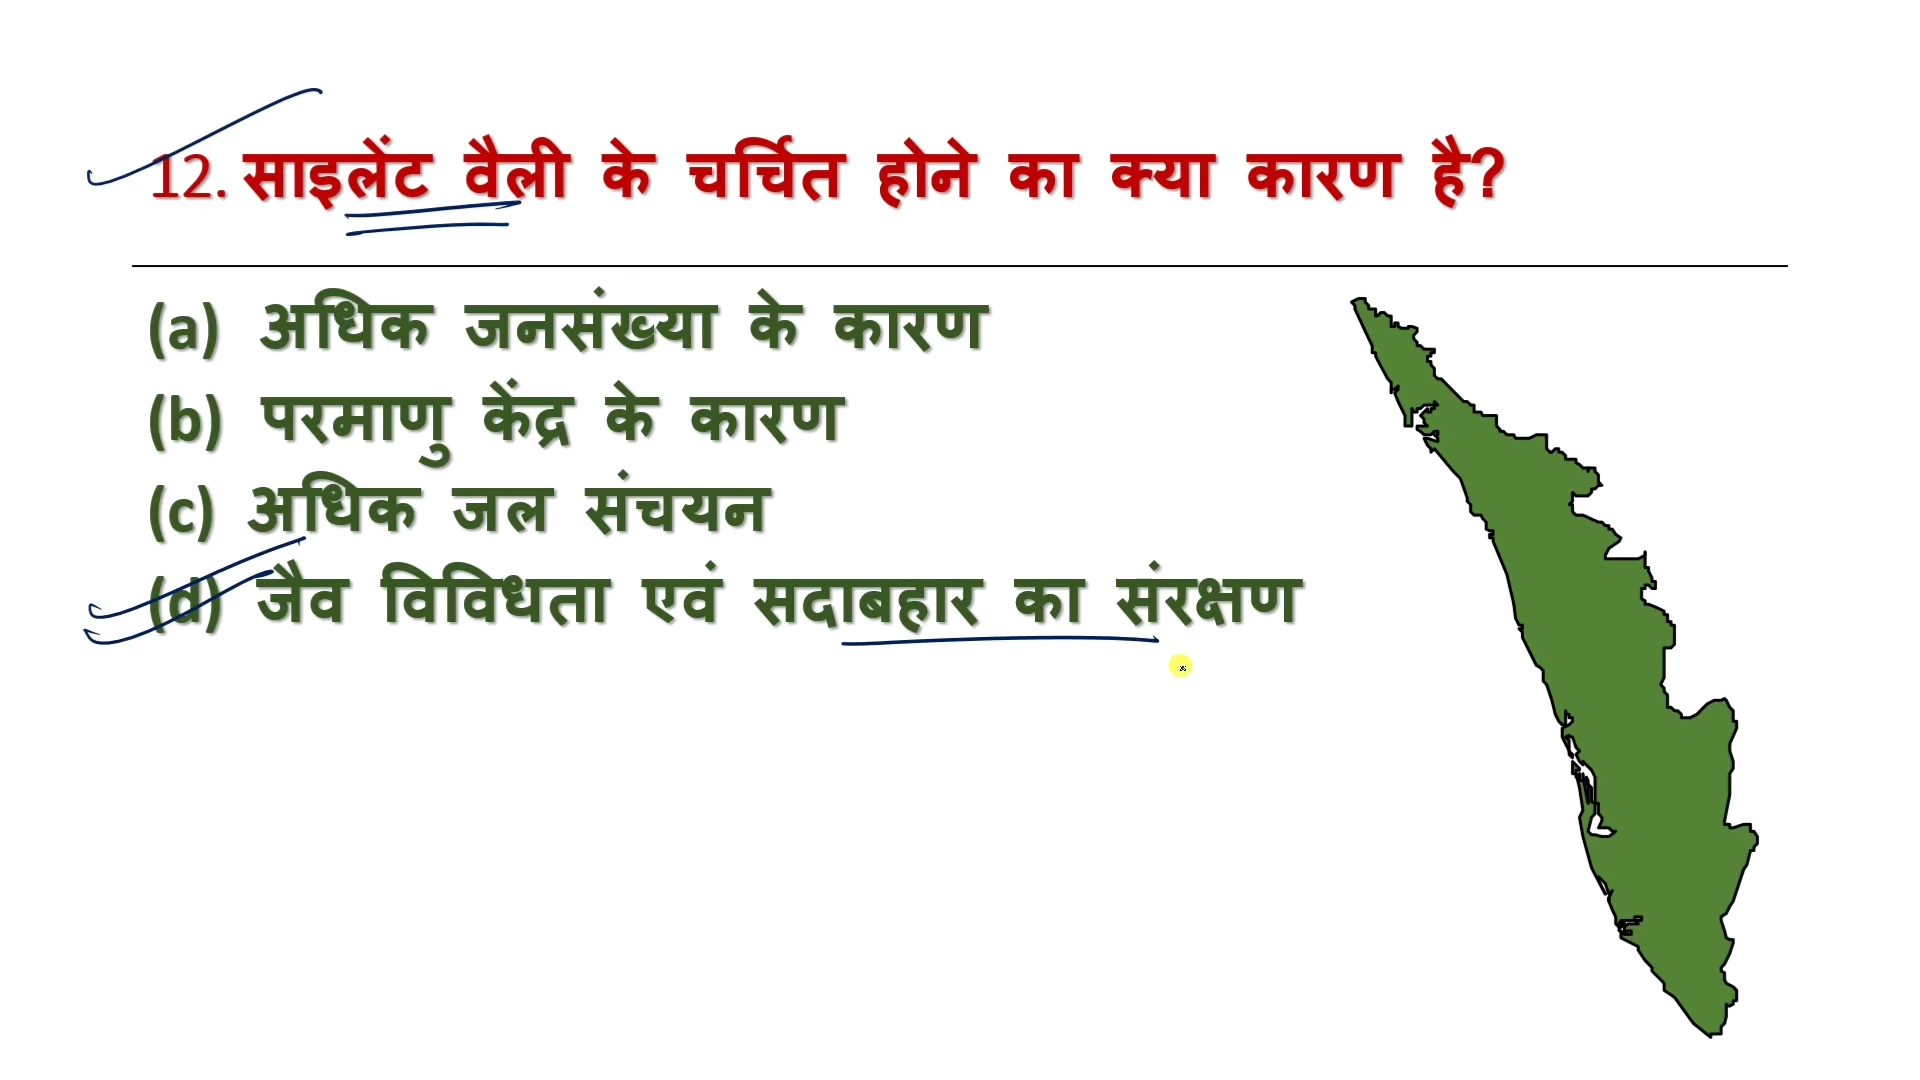 12. साइलेंट वैली के चर्चित होने का क्या कारण है?
(a) अधिक जनसंख्या के कारण
(b) परमाणु केंद्र के कारण
(c) अधिक जल संचयन
(d) जैव विविधता एवं सदाबहार का संरक्षण